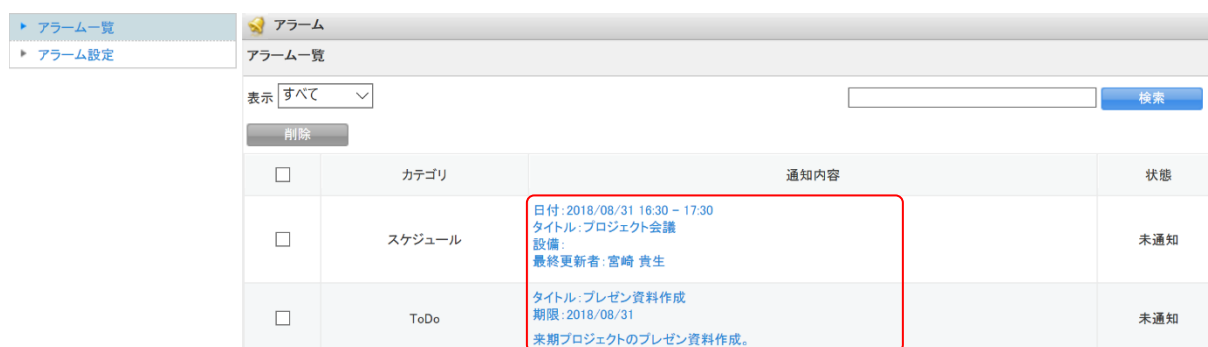 アラーム一覧
アラーム設定
アラーム
アラーム一覧
表示 すべて
検索
削除
カテゴリ 通知内容 状態
スケジュール
日付:2018/08/31 16:30 - 17:30
タイトル:プロジェクト会議
設備:
最終更新者:宮崎 貴生
未通知
ToDo
タイトル:プレゼン資料作成
期限:2018/08/31
来期プロジェクトのプレゼン資料作成。
未通知